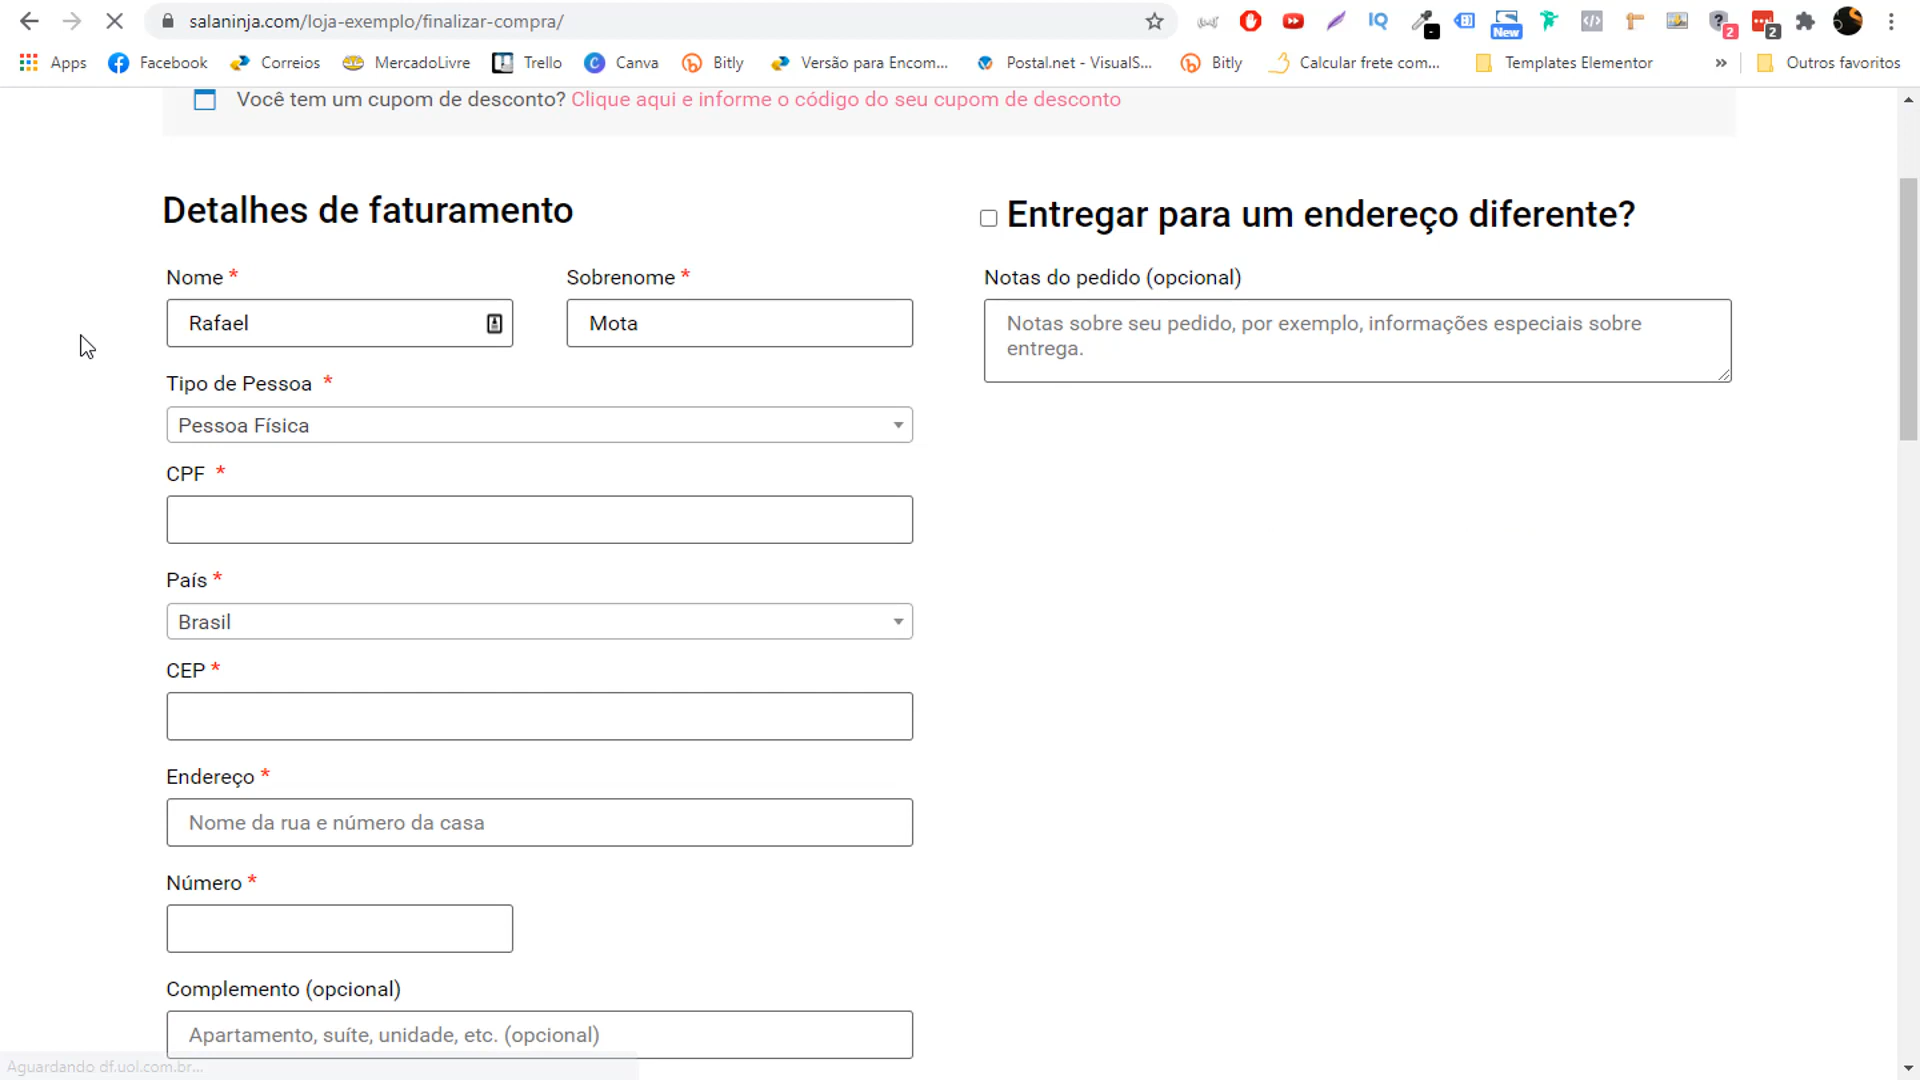 salaninja.com/loja-exemplo/finalizar-compra/
New
2
2
Apps Facebook Correios MercadoLivre Trello Canva Bitly Versão para Encom... Postal.net - VisualS... Bitly Calcular frete com... Templates Elementor » Outros favoritos
Você tem um cupom de desconto? Clique aqui e informe o código do seu cupom de desconto
Detalhes de faturamento
Entregar para um endereço diferente?
Nome *
Sobrenome *
Notas do pedido (opcional)
Rafael
Mota
Notas sobre seu pedido, por exemplo, informações especiais sobre
entrega.
Tipo de Pessoa *
Pessoa Física
CPF *
País *
Brasil
CEP *
Endereço *
Nome da rua e número da casa
Número *
Complemento (opcional)
Apartamento, suíte, unidade, etc. (opcional)
Aguardando df.uol.com.br...